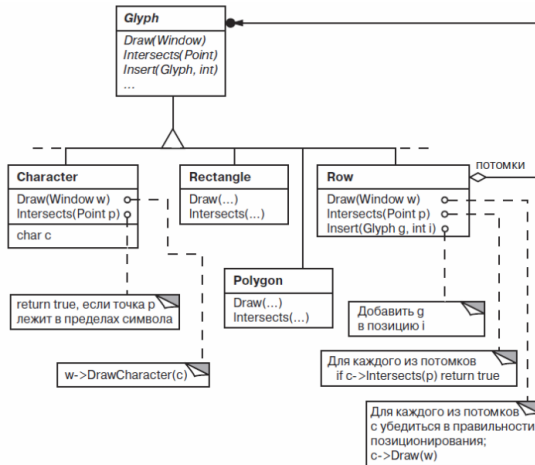 Glyph
Draw(Window)
Intersects(Point)
Insert(Glyph, int)
...
потомки
Character
Draw(Window w)
Intersects(Point p)
char c
Rectangle
Draw(...)
Intersects(...)
Row
Draw(Window w)
Intersects(Point p)
Insert(Glyph g, int i)
Polygon
Draw(...)
Intersects(...)
return true, если точка p
лежит в пределах символа
Добавить g
в позицию i
w->DrawCharacter(c)
Для каждого из потомков
if c->Intersects(p) return true
Для каждого из потомков
с убедиться в правильности
позиционирования;
c->Draw(w)